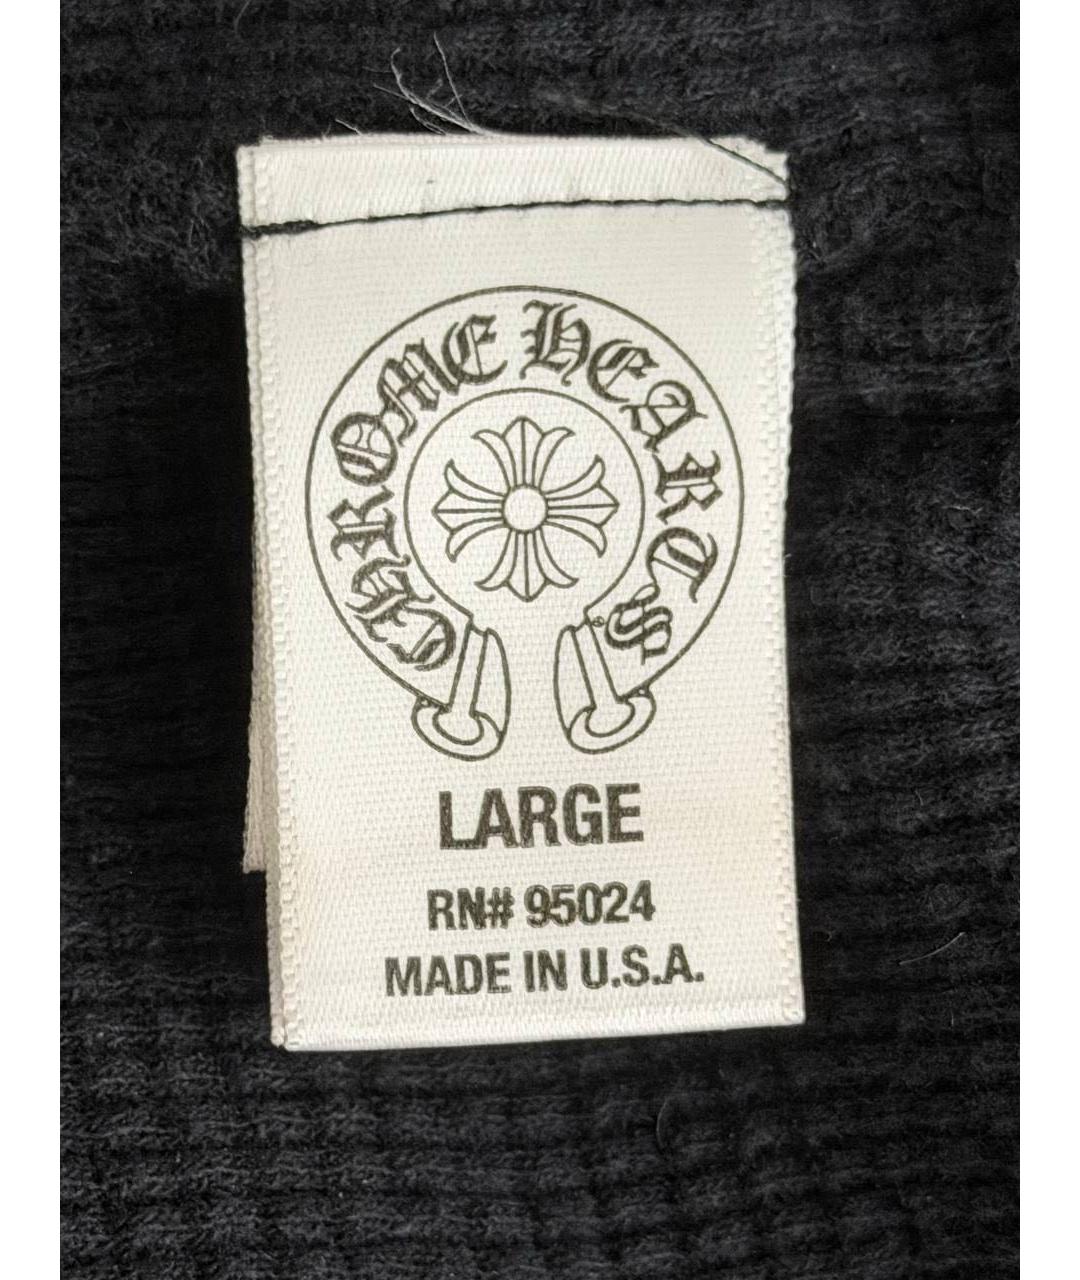 CHROME HEARTS
LARGE
RN# 95024
MADE IN U.S.A.